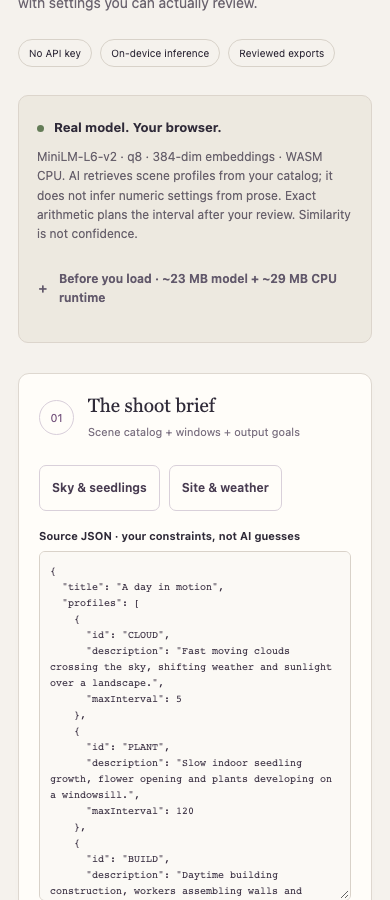 with settings you can actually review.
No API key
On-device inference
Reviewed exports
Real model. Your browser.
MiniLM-L6-v2 · q8 · 384-dim embeddings · WASM
CPU. AI retrieves scene profiles from your catalog; it
does not infer numeric settings from prose. Exact
arithmetic plans the interval after your review. Similarity
is not confidence.
+ Before you load · ~23 MB model + ~29 MB CPU
runtime
01
The shoot brief
Scene catalog + windows + output goals
Sky & seedlings
Site & weather
Source JSON · your constraints, not AI guesses
{
"title": "A day in motion",
"profiles": [
{
"id": "CLOUD",
"description": "Fast moving clouds
crossing the sky, shifting weather and sunlight
over a landscape.",
"maxInterval": 5
},
{
"id": "PLANT",
"description": "Slow indoor seedling
growth, flower opening and plants developing on
a windowsill.",
"maxInterval": 120
},
{
"id": "BUILD",
"description": "Daytime building
construction, workers assembling walls and